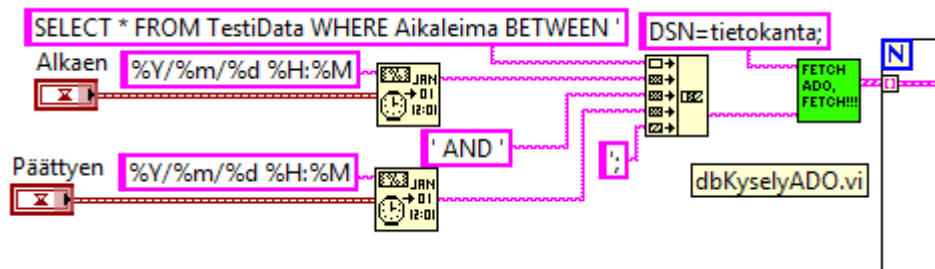 SELECT * FROM TestiData WHERE Aikaleima BETWEEN '
DSN=tietokanta;
Alkaen
%Y/%m/%d %H:%M
JAN
01
12:01
FETCH
ADO,
FETCH!!!
N
' AND '
';
Päättyen
%Y/%m/%d %H:%M
JAN
01
12:01
dbKyselyADO.vi